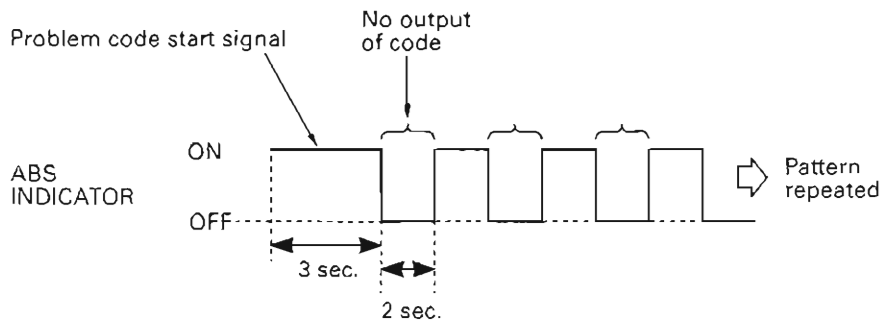 No output
of code
Problem code start signal
ABS
INDICATOR
ON
OFF
Pattern
repeated
3 sec.
2 sec.